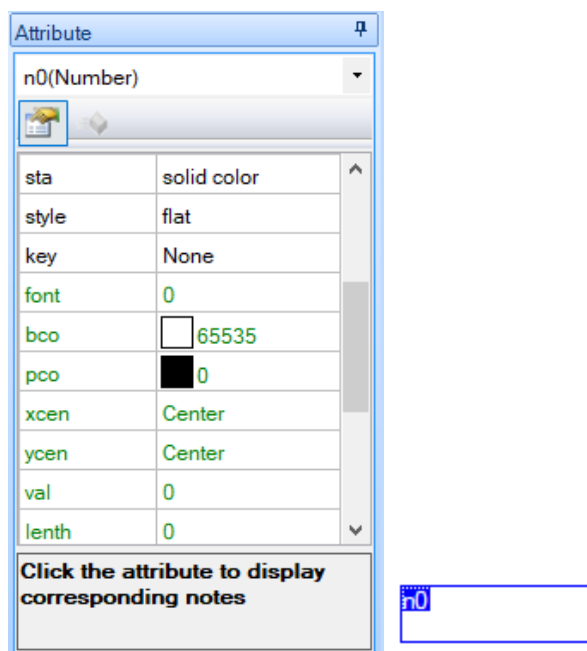 Attribute
n0(Number)
sta solid color
style flat
key None
font 0
bco 65535
pco 0
xcen Center
ycen Center
val 0
lenth 0
Click the attribute to display
corresponding notes
n0